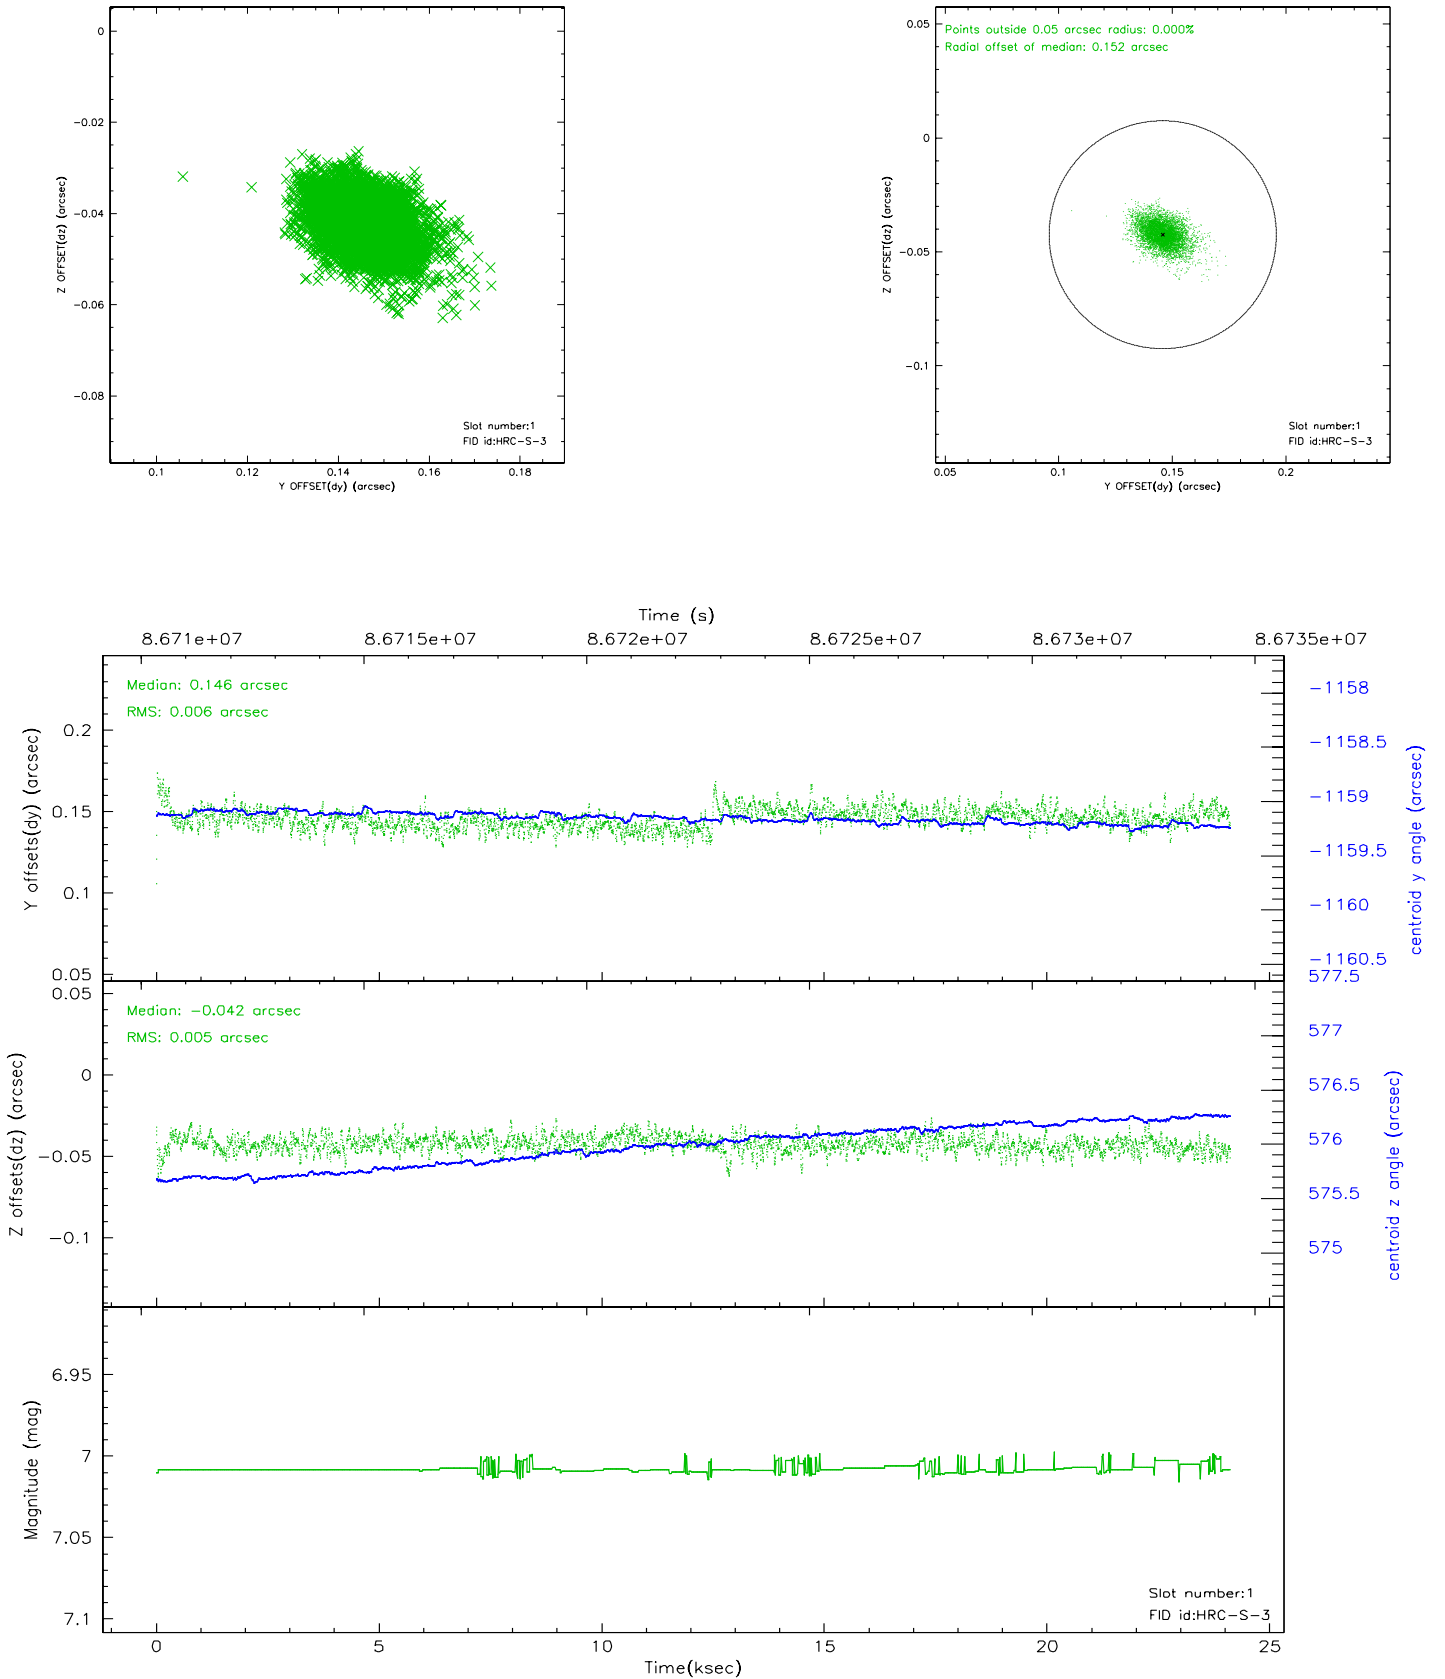 0
-0.02
-0.04
-0.06
-0.08
Z OFFSET(dz) (arcsec)
Slot number:1
FID id:HRC-S-3
0.1 0.12 0.14 0.16 0.18
Y OFFSET(dy) (arcsec)
Points outside 0.05 arcsec radius: 0.000%
Radial offset of median: 0.152 arcsec
0.05
0
-0.05
-0.1
Z OFFSET(dz) (arcsec)
Slot number:1
FID id:HRC-S-3
0.05 0.1 0.15 0.2
Y OFFSET(dy) (arcsec)
Time (s)
8.671e+07 8.6715e+07 8.672e+07 8.6725e+07 8.673e+07 8.6735e+07
Median: 0.146 arcsec
RMS: 0.006 arcsec
0.2
0.15
0.1
0.05
Y offsets(dy) (arcsec)
-1158
-1158.5
-1159
-1159.5
-1160
-1160.5
centroid y angle (arcsec)
Median: -0.042 arcsec
RMS: 0.005 arcsec
0.05
0
-0.05
-0.1
Z offsets(dz) (arcsec)
577.5
577
576.5
576
575.5
575
centroid z angle (arcsec)
6.95
7
7.05
7.1
Magnitude (mag)
Slot number:1
FID id:HRC-S-3
0 5 10 15 20 25
Time(ksec)